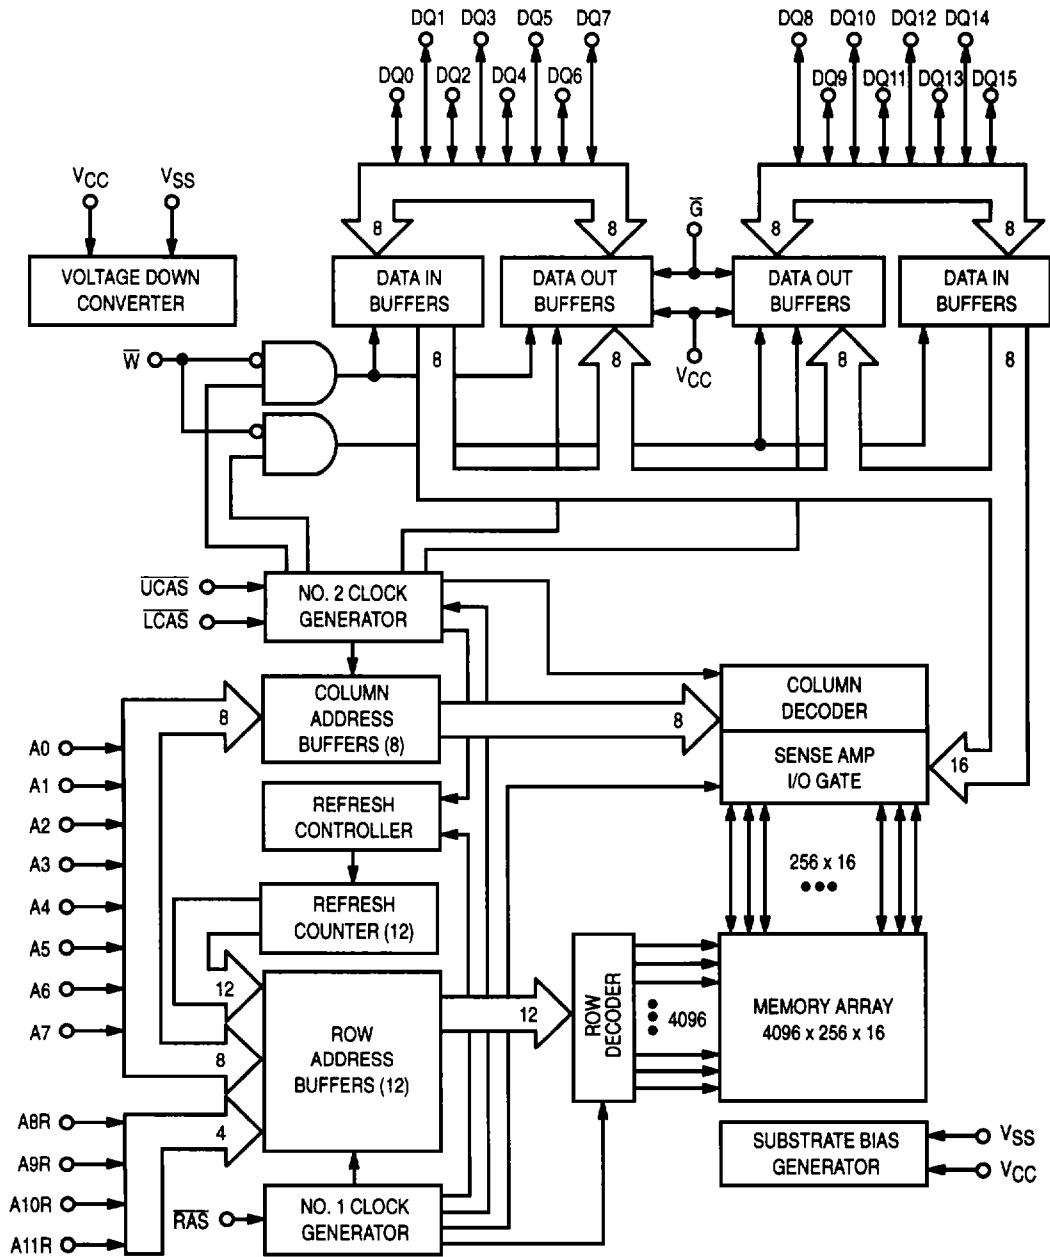 DQ1 DQ3 DQ5 DQ7 DQ8 DQ10 DQ12 DQ14
DQ0 DQ2 DQ4 DQ6 DQ9 DQ11 DQ13 DQ15
VCC VSS
G̅
8 8 8 8
VOLTAGE DOWN
CONVERTER
DATA IN
BUFFERS
DATA OUT
BUFFERS
DATA OUT
BUFFERS
DATA IN
BUFFERS
W̅
8 8 8 8
VCC
U̅C̅A̅S̅
L̅C̅A̅S̅
NO. 2 CLOCK
GENERATOR
COLUMN
ADDRESS
BUFFERS (8)
8
8
COLUMN
DECODER
SENSE AMP
I/O GATE
16
A0
A1
A2
A3
A4
A5
A6
A7
REFRESH
CONTROLLER
256 x 16
REFRESH
COUNTER (12)
12
8
4
ROW
ADDRESS
BUFFERS (12)
12
ROW
DECODER
4096
MEMORY ARRAY
4096 x 256 x 16
A8R
A9R
A10R
A11R
SUBSTRATE BIAS
GENERATOR
VSS
VCC
R̅A̅S̅
NO. 1 CLOCK
GENERATOR